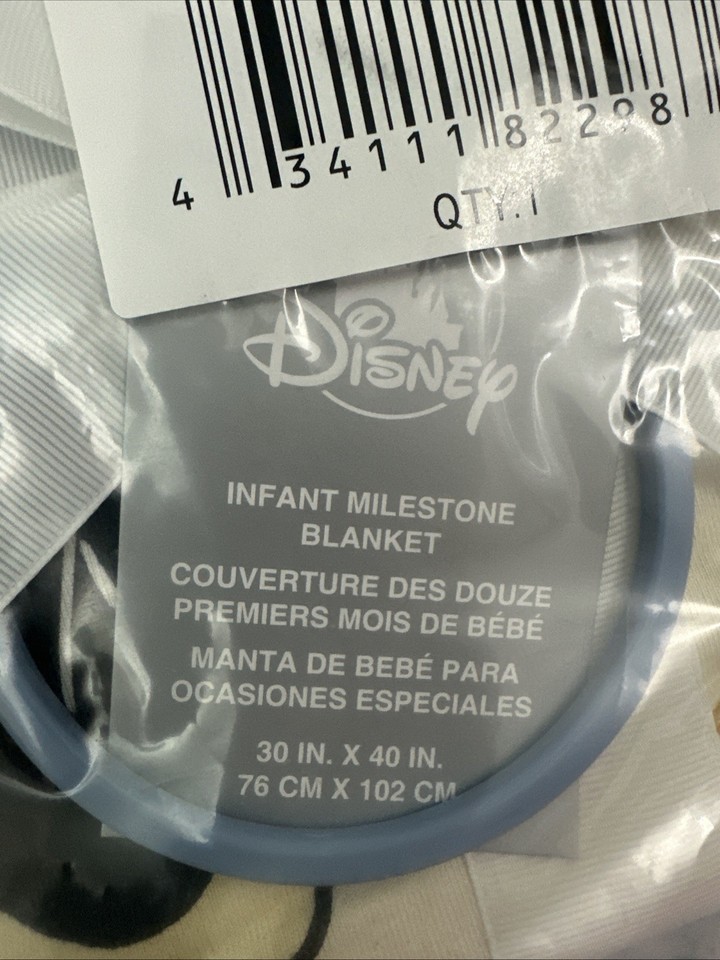 4 34111 82298
QTY: 1
Disney
INFANT MILESTONE
BLANKET
COUVERTURE DES DOUZE
PREMIERS MOIS DE BÉBÉ
MANTA DE BEBÉ PARA
OCASIONES ESPECIALES
30 IN. X 40 IN.
76 CM X 102 CM